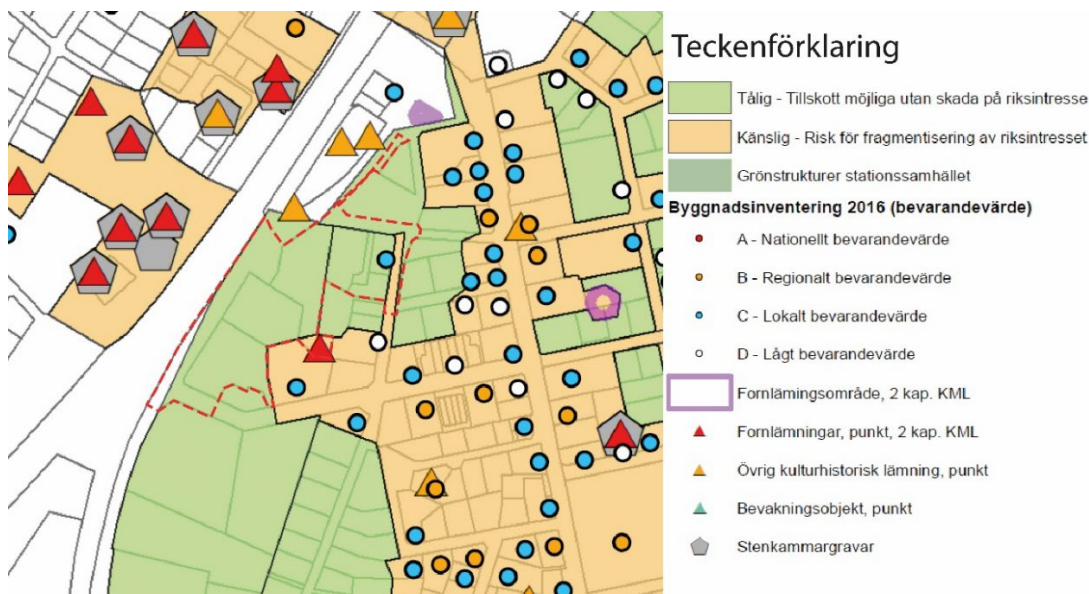 Teckenförklaring
Tålig - Tillskott möjliga utan skada på riksintresse
Känslig - Risk för fragmentisering av riksintresset
Grönstrukturer stationssamhället
Byggnadsinventering 2016 (bevarandevärde)
A - Nationellt bevarandevärde
B - Regionalt bevarandevärde
C - Lokalt bevarandevärde
D - Lågt bevarandevärde
Fornlämingsområde, 2 kap. KML
Fornlämningar, punkt, 2 kap. KML
Övrig kulturhistorisk lämning, punkt
Bevakningsobjekt, punkt
Stenkammargravar